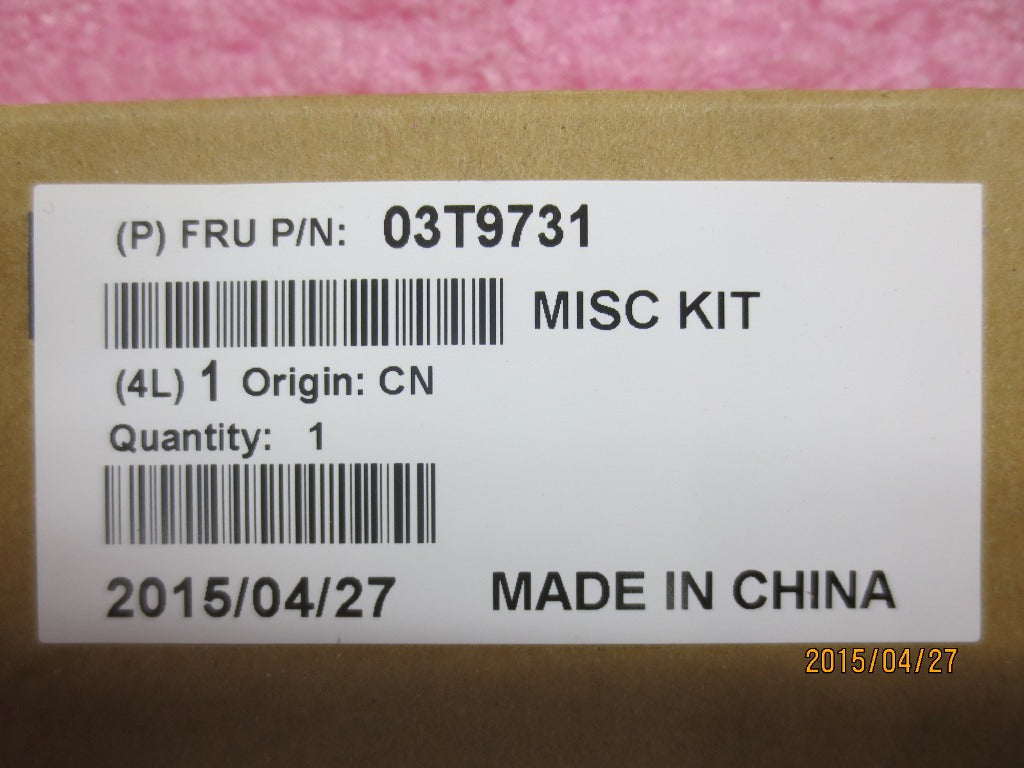 (P) FRU P/N: 03T9731
MISC KIT
(4L) 1 Origin: CN
Quantity: 1
2015/04/27 MADE IN CHINA
2015/04/27